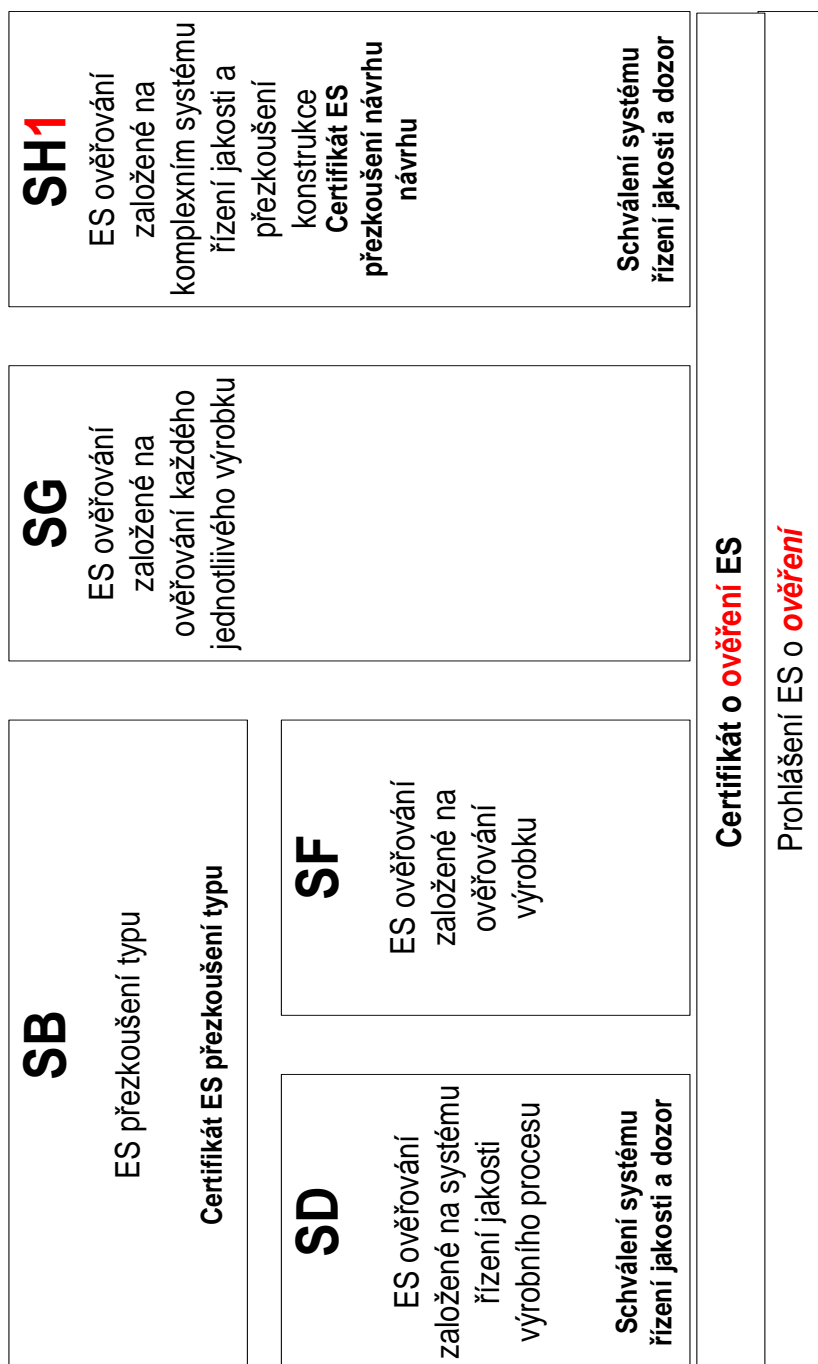 SB
ES přezkoušení typu
Certifikát ES přezkoušení typu
SD
ES ověřování
založené na systému
řízení jakosti
výrobního procesu
Schválení systému
řízení jakosti a dozor
SF
ES ověřování
založené na
ověřování
výrobku
SG
ES ověřování
založené na
ověřování každého
jednotliivého výrobku
SH1
ES ověřování
založené na
komplexním systému
řízení jakosti a
přezkoušení
konstrukce
Certifikát ES
přezkoušení návrhu
návrhu
Schválení systému
řízení jakosti a dozor
Certifikát o ověření ES
Prohlášení ES o ověření